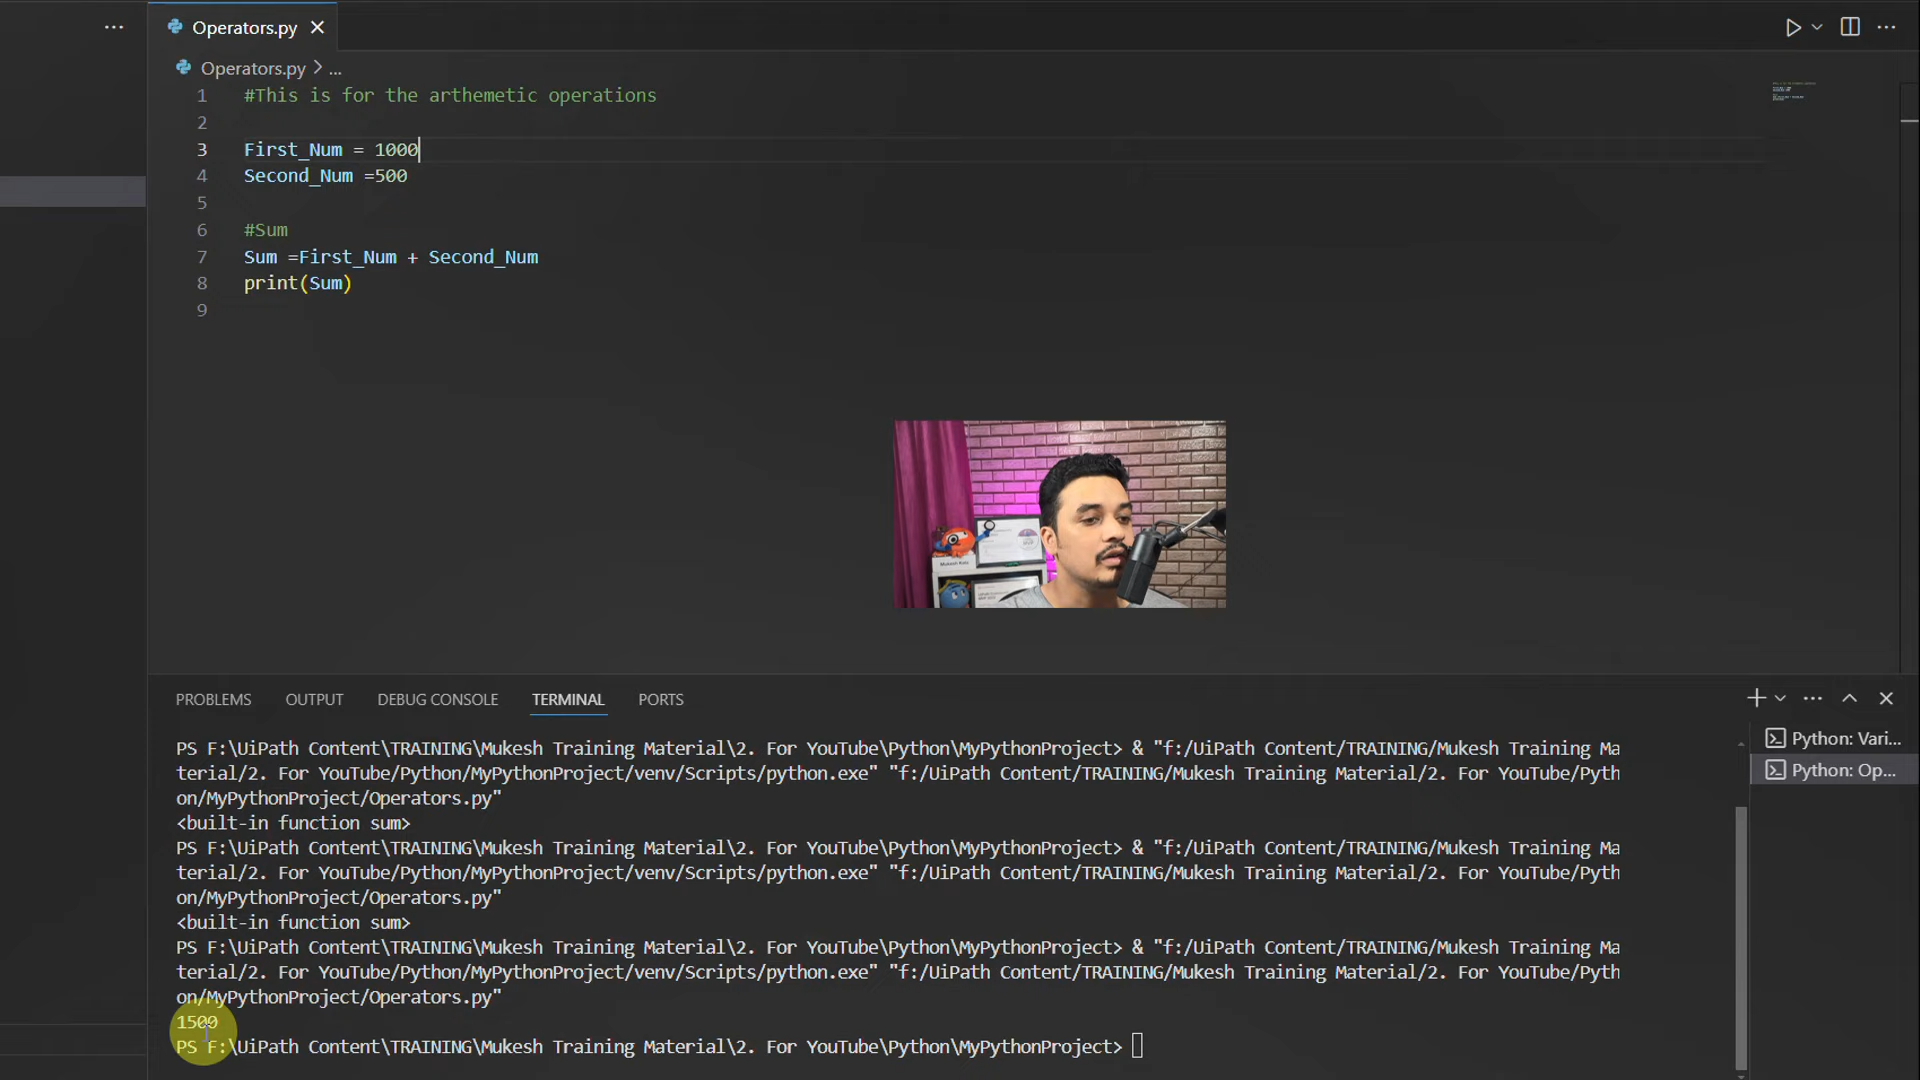 Operators.py
Operators.py > ...
1 #This is for the arthemetic operations
2
3 First_Num = 1000
4 Second_Num =500
5
6 #Sum
7 Sum =First_Num + Second_Num
8 print(Sum)
9
Mukesh Kala
PROBLEMS OUTPUT DEBUG CONSOLE TERMINAL PORTS
PS F:\UiPath Content\TRAINING\Mukesh Training Material\2. For YouTube\Python\MyPythonProject> & "f:/UiPath Content/TRAINING/Mukesh Training Ma
terial/2. For YouTube/Python/MyPythonProject/venv/Scripts/python.exe" "f:/UiPath Content/TRAINING/Mukesh Training Material/2. For YouTube/Pyth
on/MyPythonProject/Operators.py"
<built-in function sum>
PS F:\UiPath Content\TRAINING\Mukesh Training Material\2. For YouTube\Python\MyPythonProject> & "f:/UiPath Content/TRAINING/Mukesh Training Ma
terial/2. For YouTube/Python/MyPythonProject/venv/Scripts/python.exe" "f:/UiPath Content/TRAINING/Mukesh Training Material/2. For YouTube/Pyth
on/MyPythonProject/Operators.py"
<built-in function sum>
PS F:\UiPath Content\TRAINING\Mukesh Training Material\2. For YouTube\Python\MyPythonProject> & "f:/UiPath Content/TRAINING/Mukesh Training Ma
terial/2. For YouTube/Python/MyPythonProject/venv/Scripts/python.exe" "f:/UiPath Content/TRAINING/Mukesh Training Material/2. For YouTube/Pyth
on/MyPythonProject/Operators.py"
1500
PS F:\UiPath Content\TRAINING\Mukesh Training Material\2. For YouTube\Python\MyPythonProject>
Python: Vari...
Python: Op...